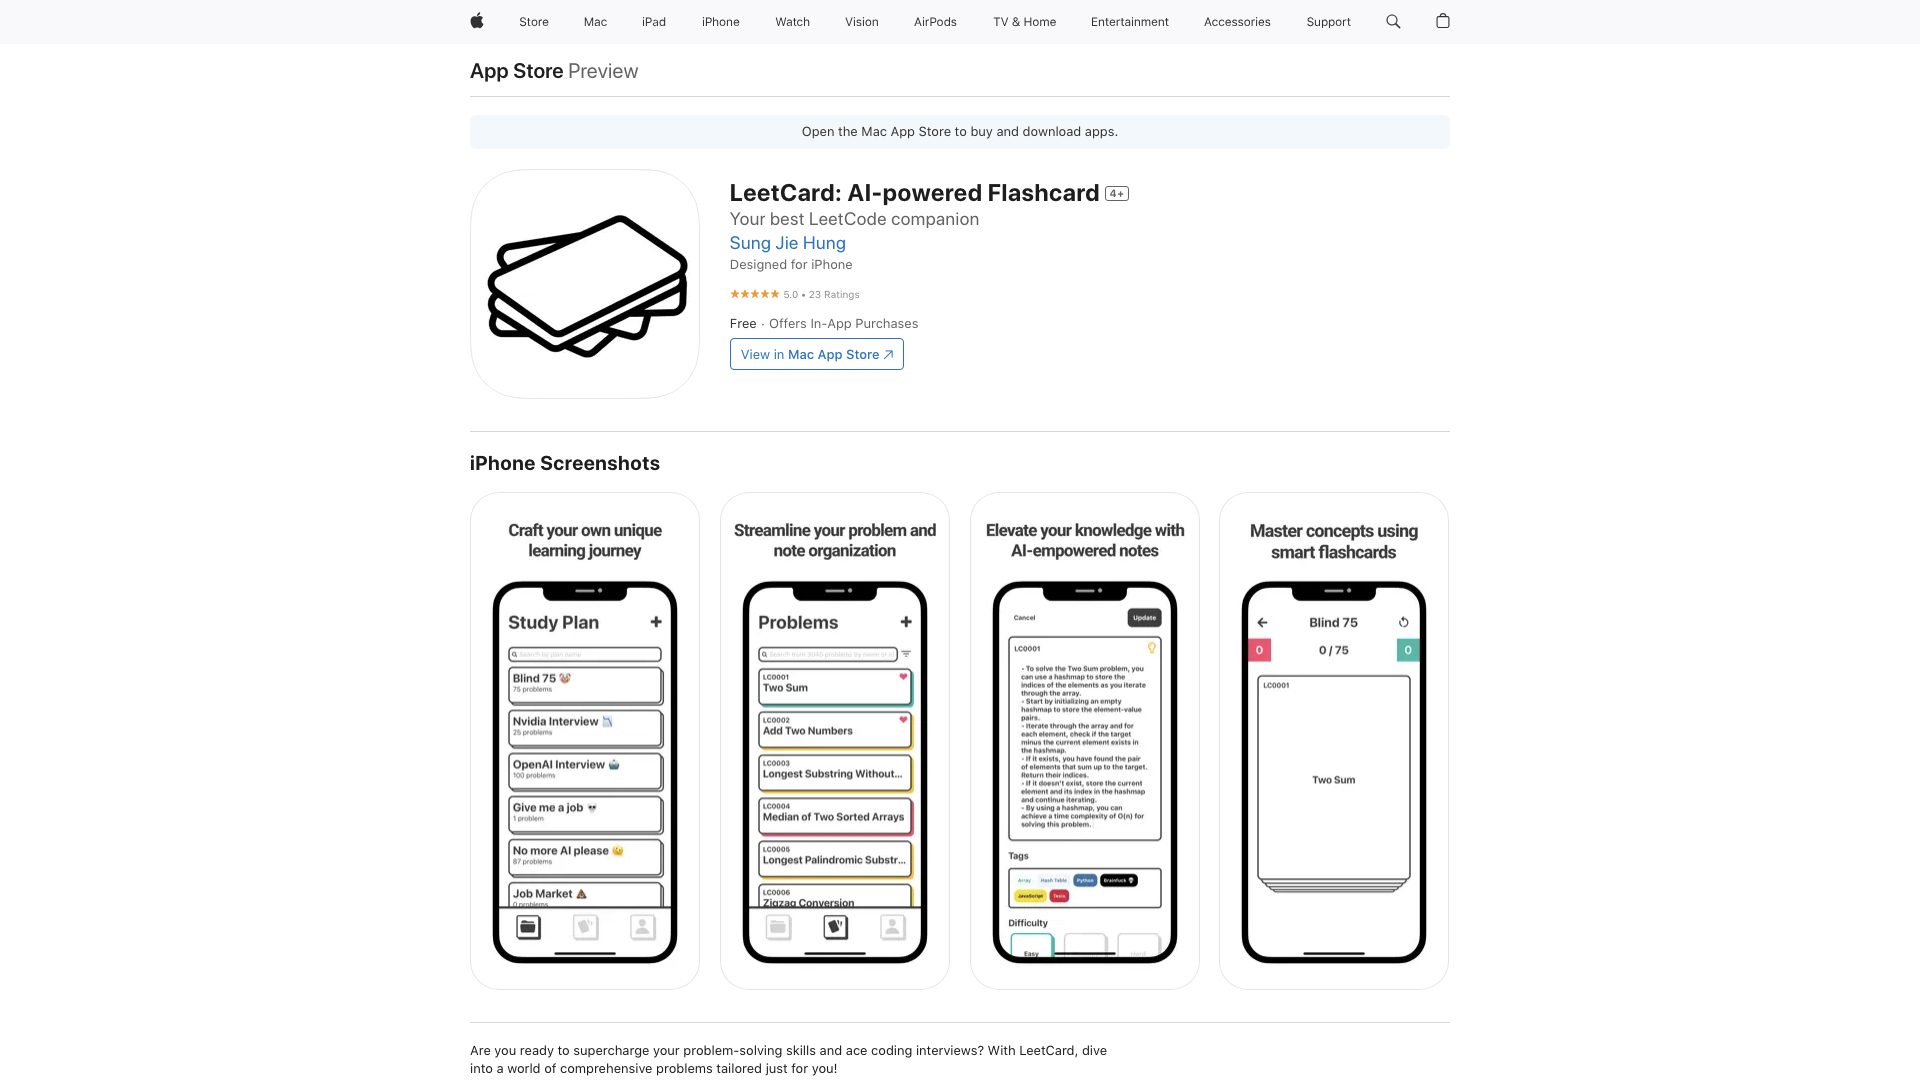 Store
Mac
iPad
iPhone
Watch
Vision
AirPods
TV & Home
Entertainment
Accessories
Support
App Store Preview
Open the Mac App Store to buy and download apps.
LeetCard: AI-powered Flashcard 4+
Your best LeetCode companion
Sung Jie Hung
Designed for iPhone
★★★★★ 5.0 • 23 Ratings
Free · Offers In-App Purchases
View in Mac App Store ↗
iPhone Screenshots
Craft your own unique
learning journey
Study Plan +
Search by plan name
Blind 75 🤡
75 problems
Nvidia Interview 📉
25 problems
OpenAI Interview 🤖
100 problems
Give me a job 💀
1 problem
No more AI please 🫠
87 problems
Job Market 💩
0 problems
Streamline your problem and
note organization
Problems +
Search from 3045 problems by name or
LC0001
Two Sum
LC0002
Add Two Numbers
LC0003
Longest Substring Without...
LC0004
Median of Two Sorted Arrays
LC0005
Longest Palindromic Substr...
LC0006
Zigzag Conversion
Elevate your knowledge with
AI-empowered notes
Cancel
Update
LC0001
- To solve the Two Sum problem, you
can use a hashmap to store the
indices of the elements as you iterate
through the array.
- Start by initializing an empty
hashmap to store the element-value
pairs.
- Iterate through the array and for
each element, check if the target
minus the current element exists in
the hashmap.
- If it exists, you have found the pair
of elements that sum up to the target.
Return their indices.
- If it doesn't exist, store the current
element and its index in the hashmap
and continue iterating.
- By using a hashmap, you can
achieve a time complexity of O(n) for
solving this problem.
Tags
Array Hash Table Python Brainfuck 💀
JavaScript Tesla
Difficulty
Easy
Hard
Master concepts using
smart flashcards
Blind 75
0 0 / 75 0
LC0001
Two Sum
Are you ready to supercharge your problem-solving skills and ace coding interviews? With LeetCard, dive
into a world of comprehensive problems tailored just for you!